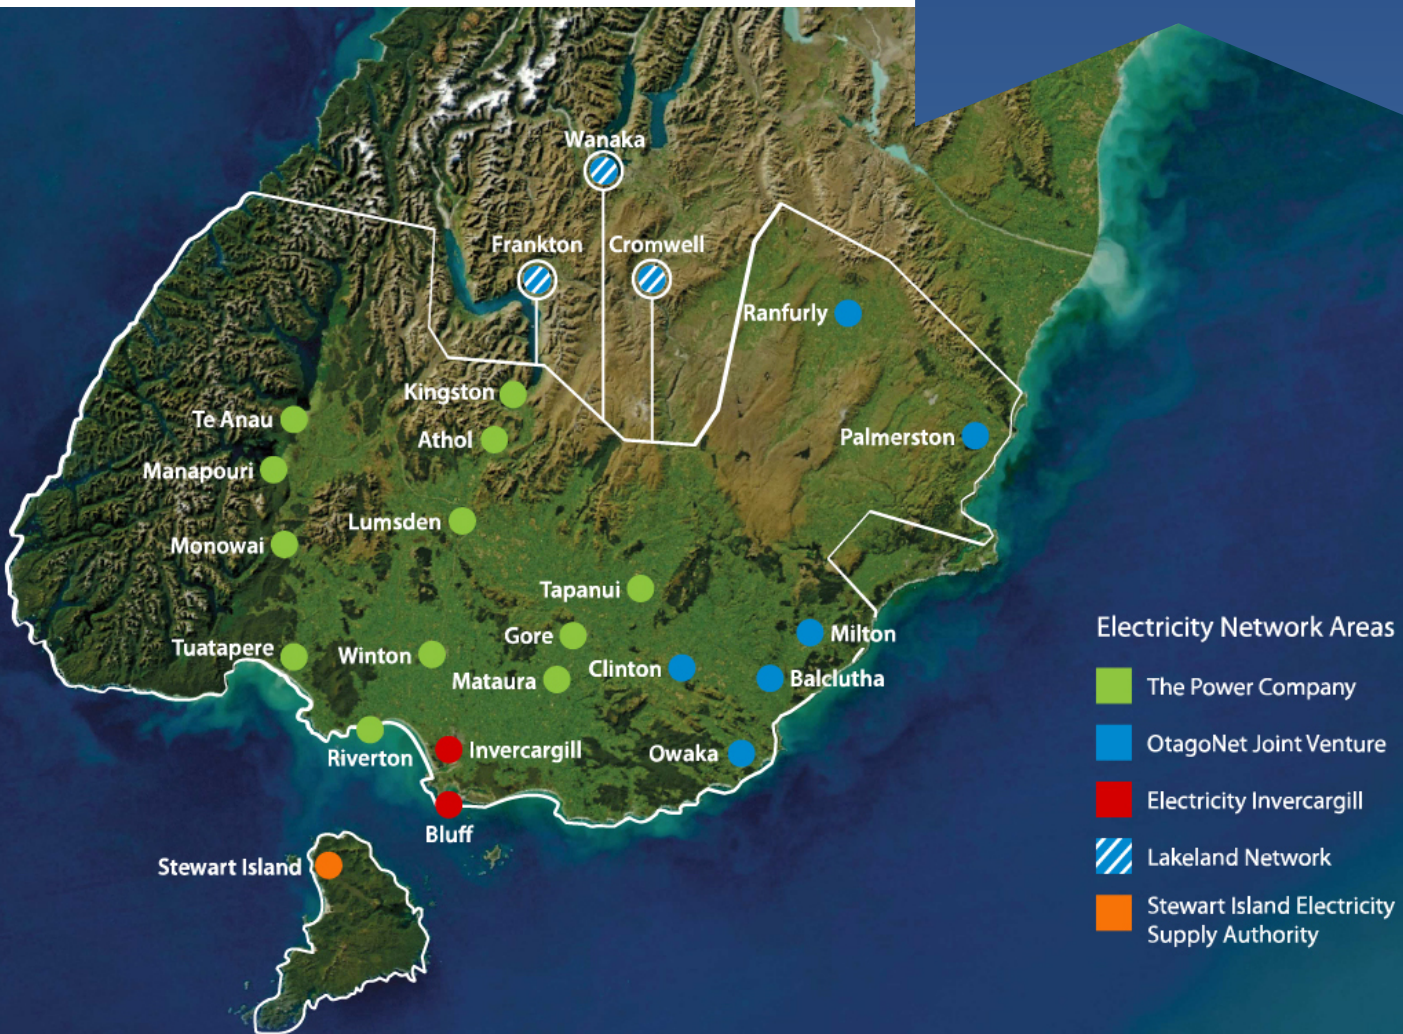 Wanaka
Frankton
Cromwell
Ranfurly
Kingston
Te Anau
Athol
Palmerston
Manapouri
Lumsden
Monowai
Tapanui
Gore
Milton
Tuatapere
Winton
Clinton
Mataura
Balclutha
Invercargill
Owaka
Riverton
Bluff
Stewart Island
Electricity Network Areas
The Power Company
OtagoNet Joint Venture
Electricity Invercargill
Lakeland Network
Stewart Island Electricity
Supply Authority